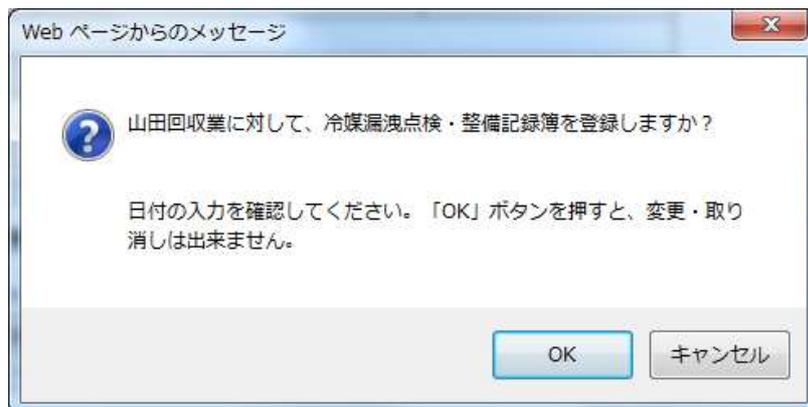 Web ページからのメッセージ
山田回収業に対して、冷媒漏洩点検・整備記録簿を登録しますか？
日付の入力を確認してください。「OK」ボタンを押すと、変更・取り
消しは出来ません。
OK
キャンセル